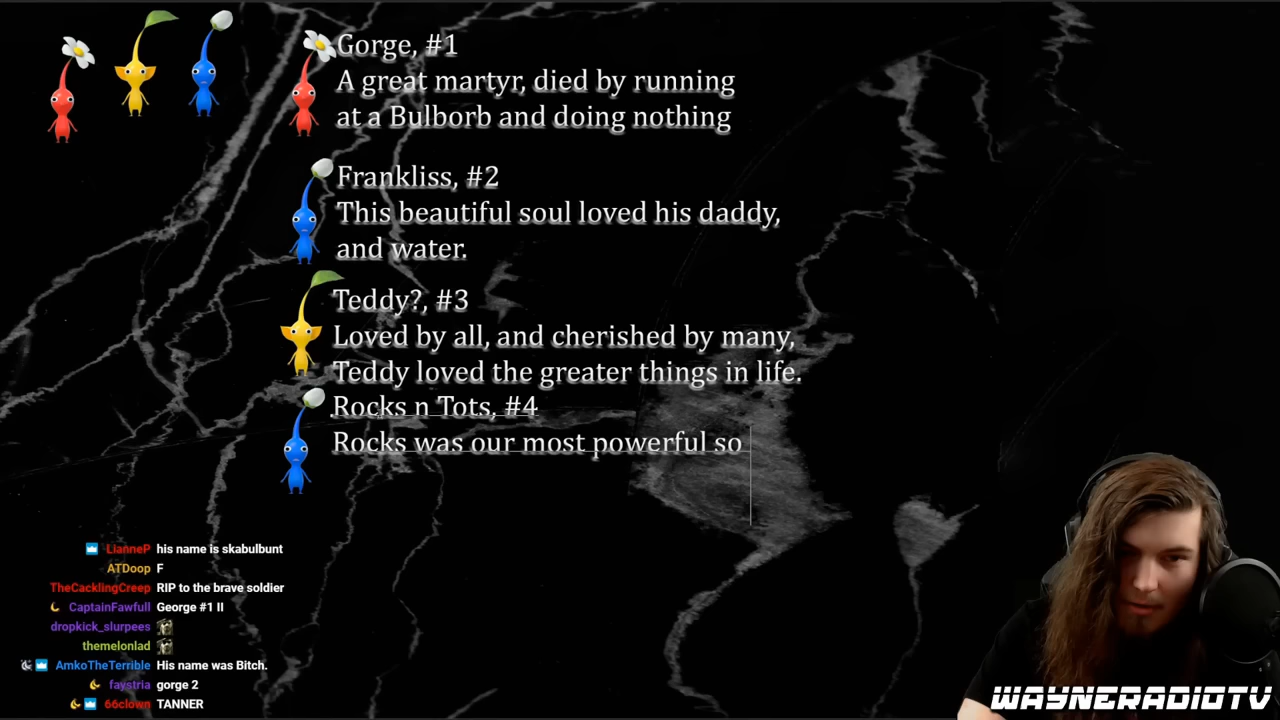 Gorge, #1
A great martyr, died by running
at a Bulborb and doing nothing
Frankliss, #2
This beautiful soul loved his daddy,
and water.
Teddy?, #3
Loved by all, and cherished by many,
Teddy loved the greater things in life.
Rocks n Tots, #4
Rocks was our most powerful so
LianneP his name is skabulbunt
ATDoop F
TheCacklingCreep RIP to the brave soldier
CaptainFawfull George #1 II
dropkick_slurpees
themelonlad
AmkoTheTerrible His name was Bitch.
faystria gorge 2
66clown TANNER
WAYNERADIOTV